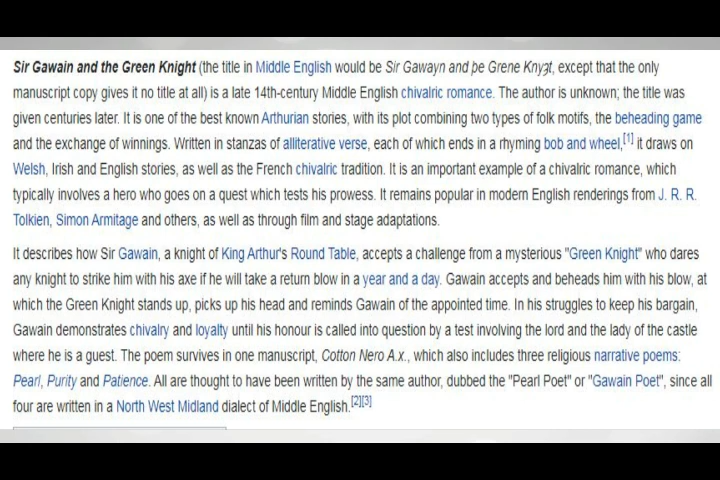 Sir Gawain and the Green Knight (the title in Middle English would be Sir Gawayn and þe Grene Knyȝt, except that the only
manuscript copy gives it no title at all) is a late 14th-century Middle English chivalric romance. The author is unknown; the title was
given centuries later. It is one of the best known Arthurian stories, with its plot combining two types of folk motifs, the beheading game
and the exchange of winnings. Written in stanzas of alliterative verse, each of which ends in a rhyming bob and wheel,[1] it draws on
Welsh, Irish and English stories, as well as the French chivalric tradition. It is an important example of a chivalric romance, which
typically involves a hero who goes on a quest which tests his prowess. It remains popular in modern English renderings from J. R. R.
Tolkien, Simon Armitage and others, as well as through film and stage adaptations.
It describes how Sir Gawain, a knight of King Arthur's Round Table, accepts a challenge from a mysterious "Green Knight" who dares
any knight to strike him with his axe if he will take a return blow in a year and a day. Gawain accepts and beheads him with his blow, at
which the Green Knight stands up, picks up his head and reminds Gawain of the appointed time. In his struggles to keep his bargain,
Gawain demonstrates chivalry and loyalty until his honour is called into question by a test involving the lord and the lady of the castle
where he is a guest. The poem survives in one manuscript, Cotton Nero A.x., which also includes three religious narrative poems:
Pearl, Purity and Patience. All are thought to have been written by the same author, dubbed the "Pearl Poet" or "Gawain Poet", since all
four are written in a North West Midland dialect of Middle English.[2][3]